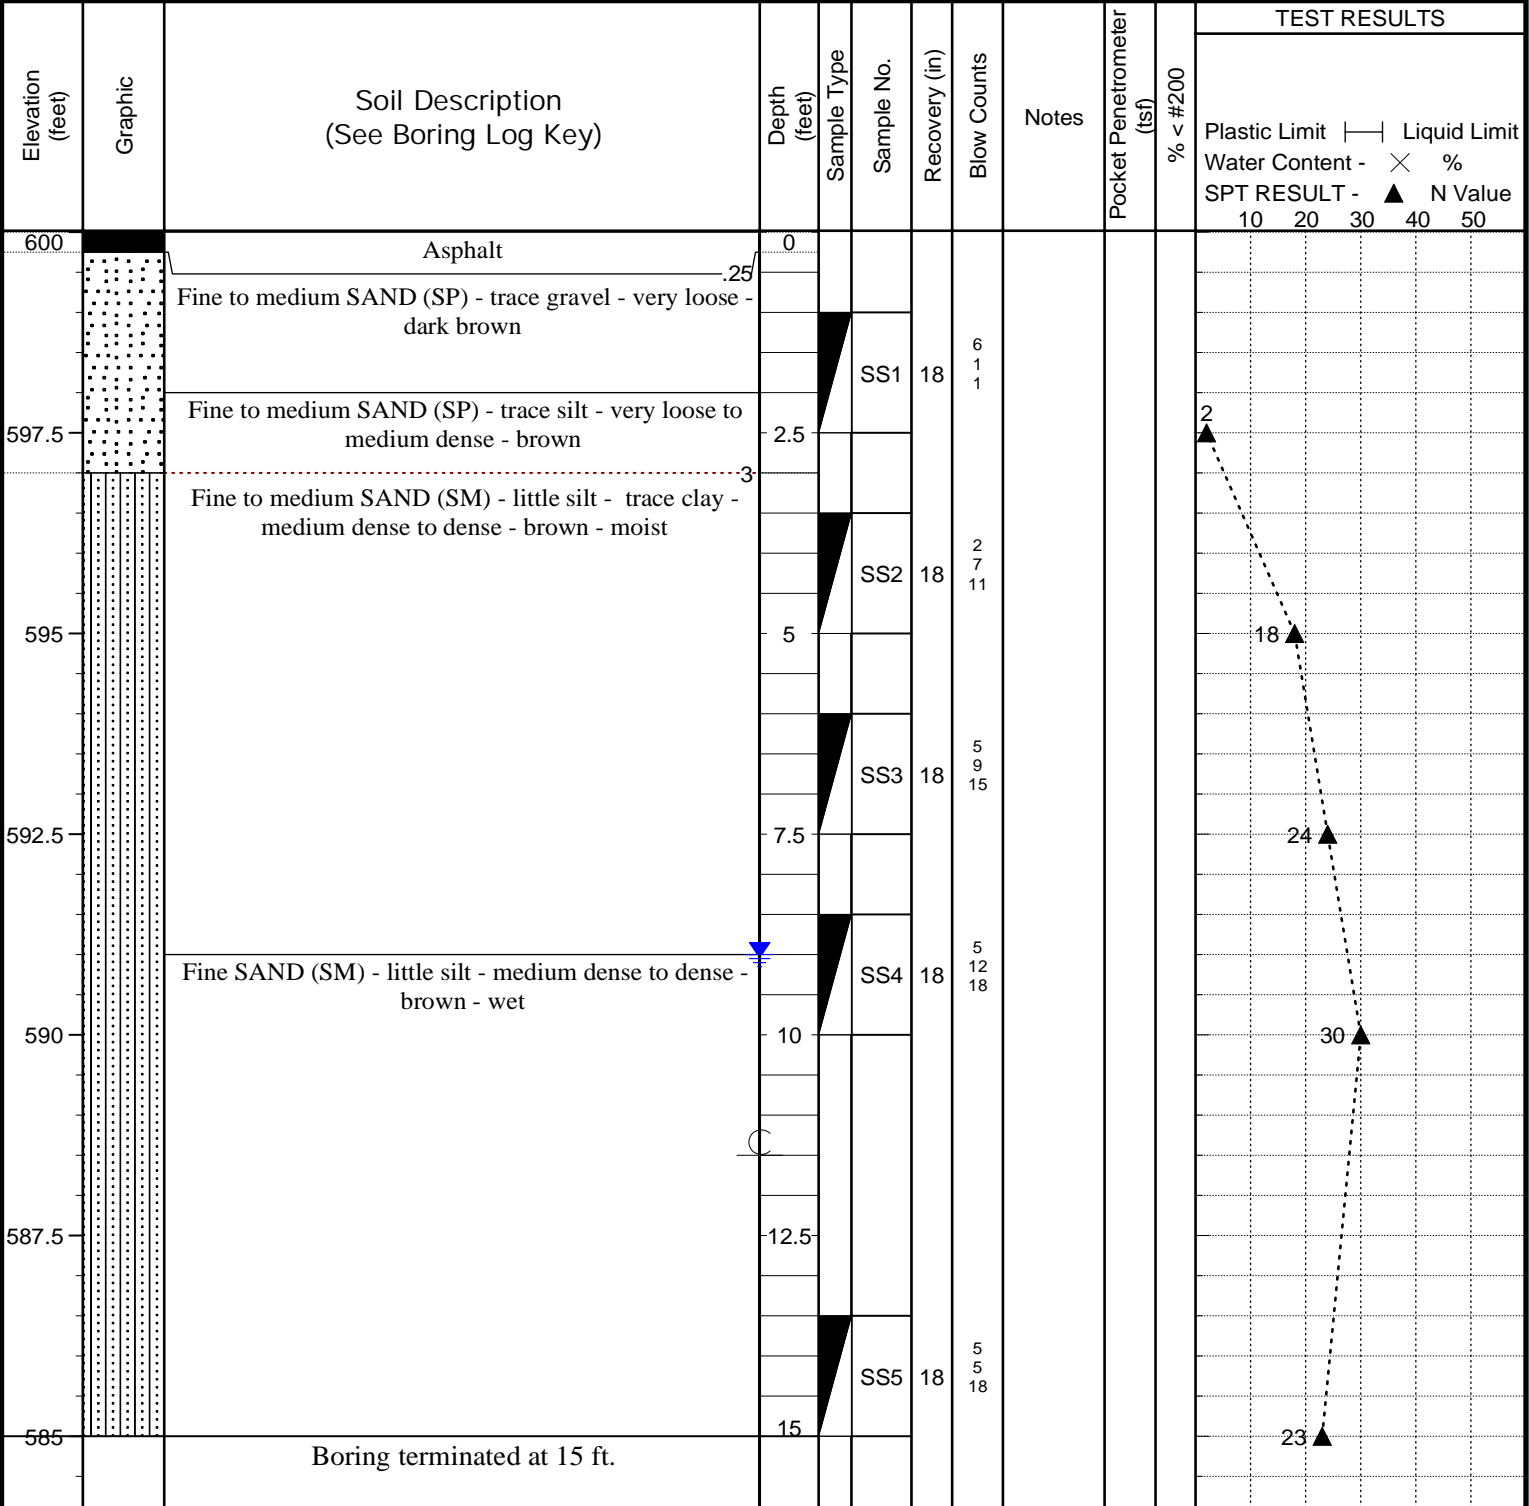 TEST RESULTS
Elevation
(feet)
Graphic
Soil Description
(See Boring Log Key)
Depth
(feet)
Sample Type
Sample No.
Recovery (in)
Blow Counts
Notes
Pocket Penetrometer
(tsf)
% < #200
Plastic Limit Liquid Limit
Water Content - %
SPT RESULT - N Value
10 20 30 40 50
600
Asphalt
0
.25
Fine to medium SAND (SP) - trace gravel - very loose -
dark brown
SS1 18
6
1
1
Fine to medium SAND (SP) - trace silt - very loose to
medium dense - brown
597.5
2.5
2
3
Fine to medium SAND (SM) - little silt - trace clay -
medium dense to dense - brown - moist
SS2 18
2
7
11
595
5
18
SS3 18
5
9
15
592.5
7.5
24
Fine SAND (SM) - little silt - medium dense to dense -
brown - wet
SS4 18
5
12
18
590
10
30
C
587.5
12.5
SS5 18
5
5
18
585
15
23
Boring terminated at 15 ft.